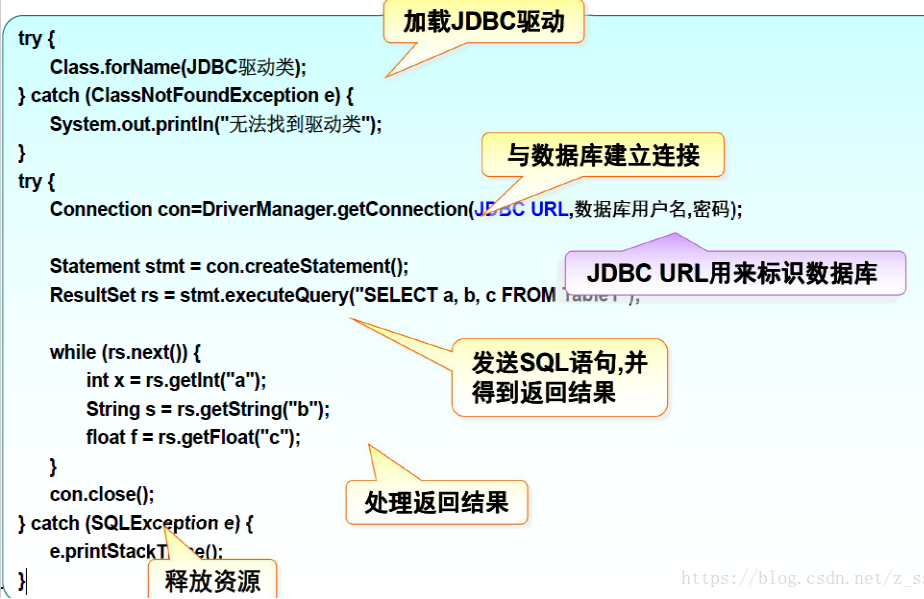 加载JDBC驱动
try {
Class.forName(JDBC驱动类);
} catch (ClassNotFoundException e) {
System.out.println("无法找到驱动类");
}
与数据库建立连接
try {
Connection con=DriverManager.getConnection(JDBC URL,数据库用户名,密码);
JDBC URL用来标识数据库
Statement stmt = con.createStatement();
ResultSet rs = stmt.executeQuery("SELECT a, b, c FROM Table1");
发送SQL语句,并
得到返回结果
while (rs.next()) {
int x = rs.getInt("a");
String s = rs.getString("b");
float f = rs.getFloat("c");
}
处理返回结果
con.close();
} catch (SQLException e) {
e.printStackTrace();
释放资源
}
https://blog.csdn.net/z_s